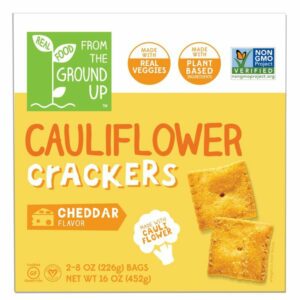 REAL
FOOD
FROM
THE
GROUND
UP™
MADE
WITH
REAL
VEGGIES
MADE
WITH
PLANT
BASED
INGREDIENTS
NON
GMO
Project
VERIFIED
nongmoproject.org
CAULIFLOWER
CRACKERS
CHEDDAR
FLAVOR
MADE WITH
CAULI
FLOWER
GF
2-8 OZ (226g) BAGS
NET WT 16 OZ (452g)